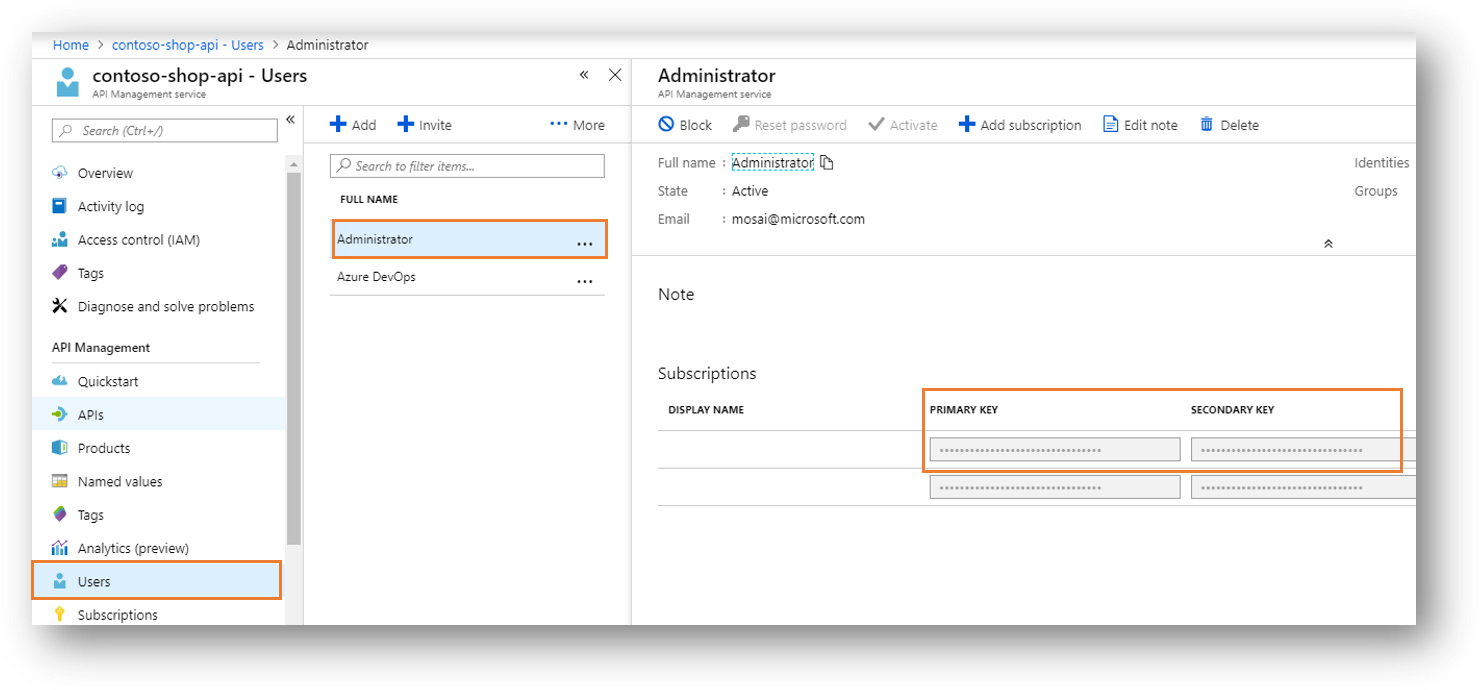 Home > contoso-shop-api - Users > Administrator
contoso-shop-api - Users
API Management service
Search (Ctrl+/)
Overview
Activity log
Access control (IAM)
Tags
Diagnose and solve problems
API Management
Quickstart
APIs
Products
Named values
Tags
Analytics (preview)
Users
Subscriptions
Add Invite ··· More
Search to filter items...
FULL NAME
Administrator ...
Azure DevOps ...
Administrator
API Management service
Block Reset password Activate Add subscription Edit note Delete
Full name : Administrator Identities
State : Active Groups
Email : mosai@microsoft.com
Note
Subscriptions
DISPLAY NAME PRIMARY KEY SECONDARY KEY